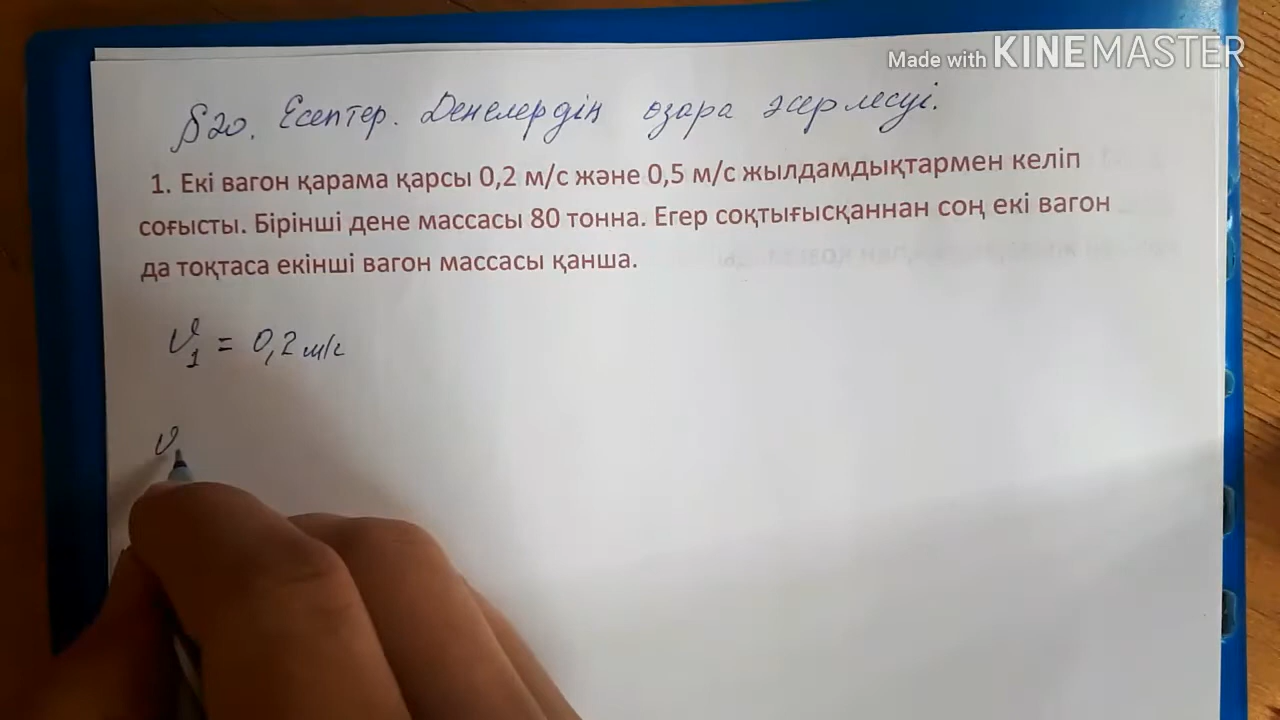 Made with KINEMASTER
§20. Есептер. Денелердің өзара әсерлесуі.
1. Екі вагон қарама қарсы 0,2 м/с және 0,5 м/с жылдамдықтармен келіп
соғысты. Бірінші дене массасы 80 тонна. Егер соқтығысқаннан соң екі вагон
да тоқтаса екінші вагон массасы қанша.
υ₁ = 0,2 м/с
υ